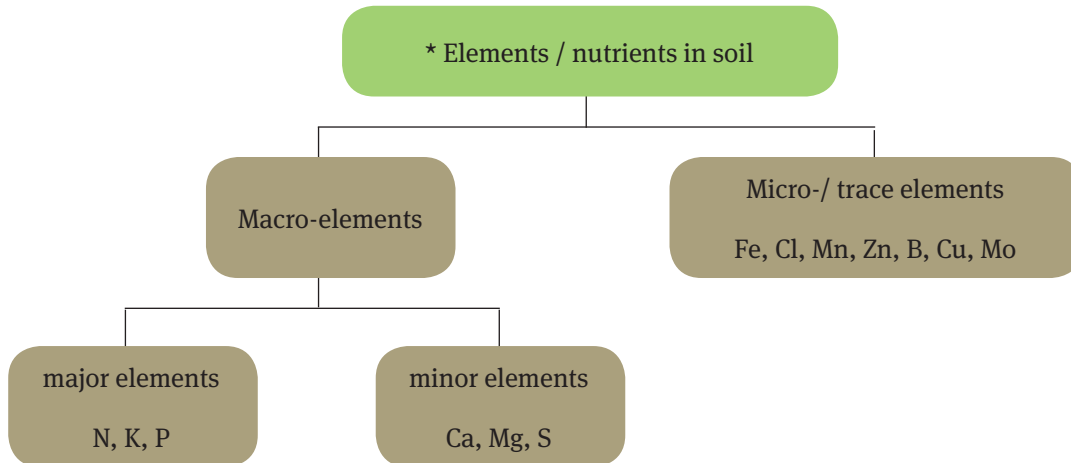 * Elements / nutrients in soil
Macro-elements
Micro-/ trace elements
Fe, Cl, Mn, Zn, B, Cu, Mo
major elements
N, K, P
minor elements
Ca, Mg, S